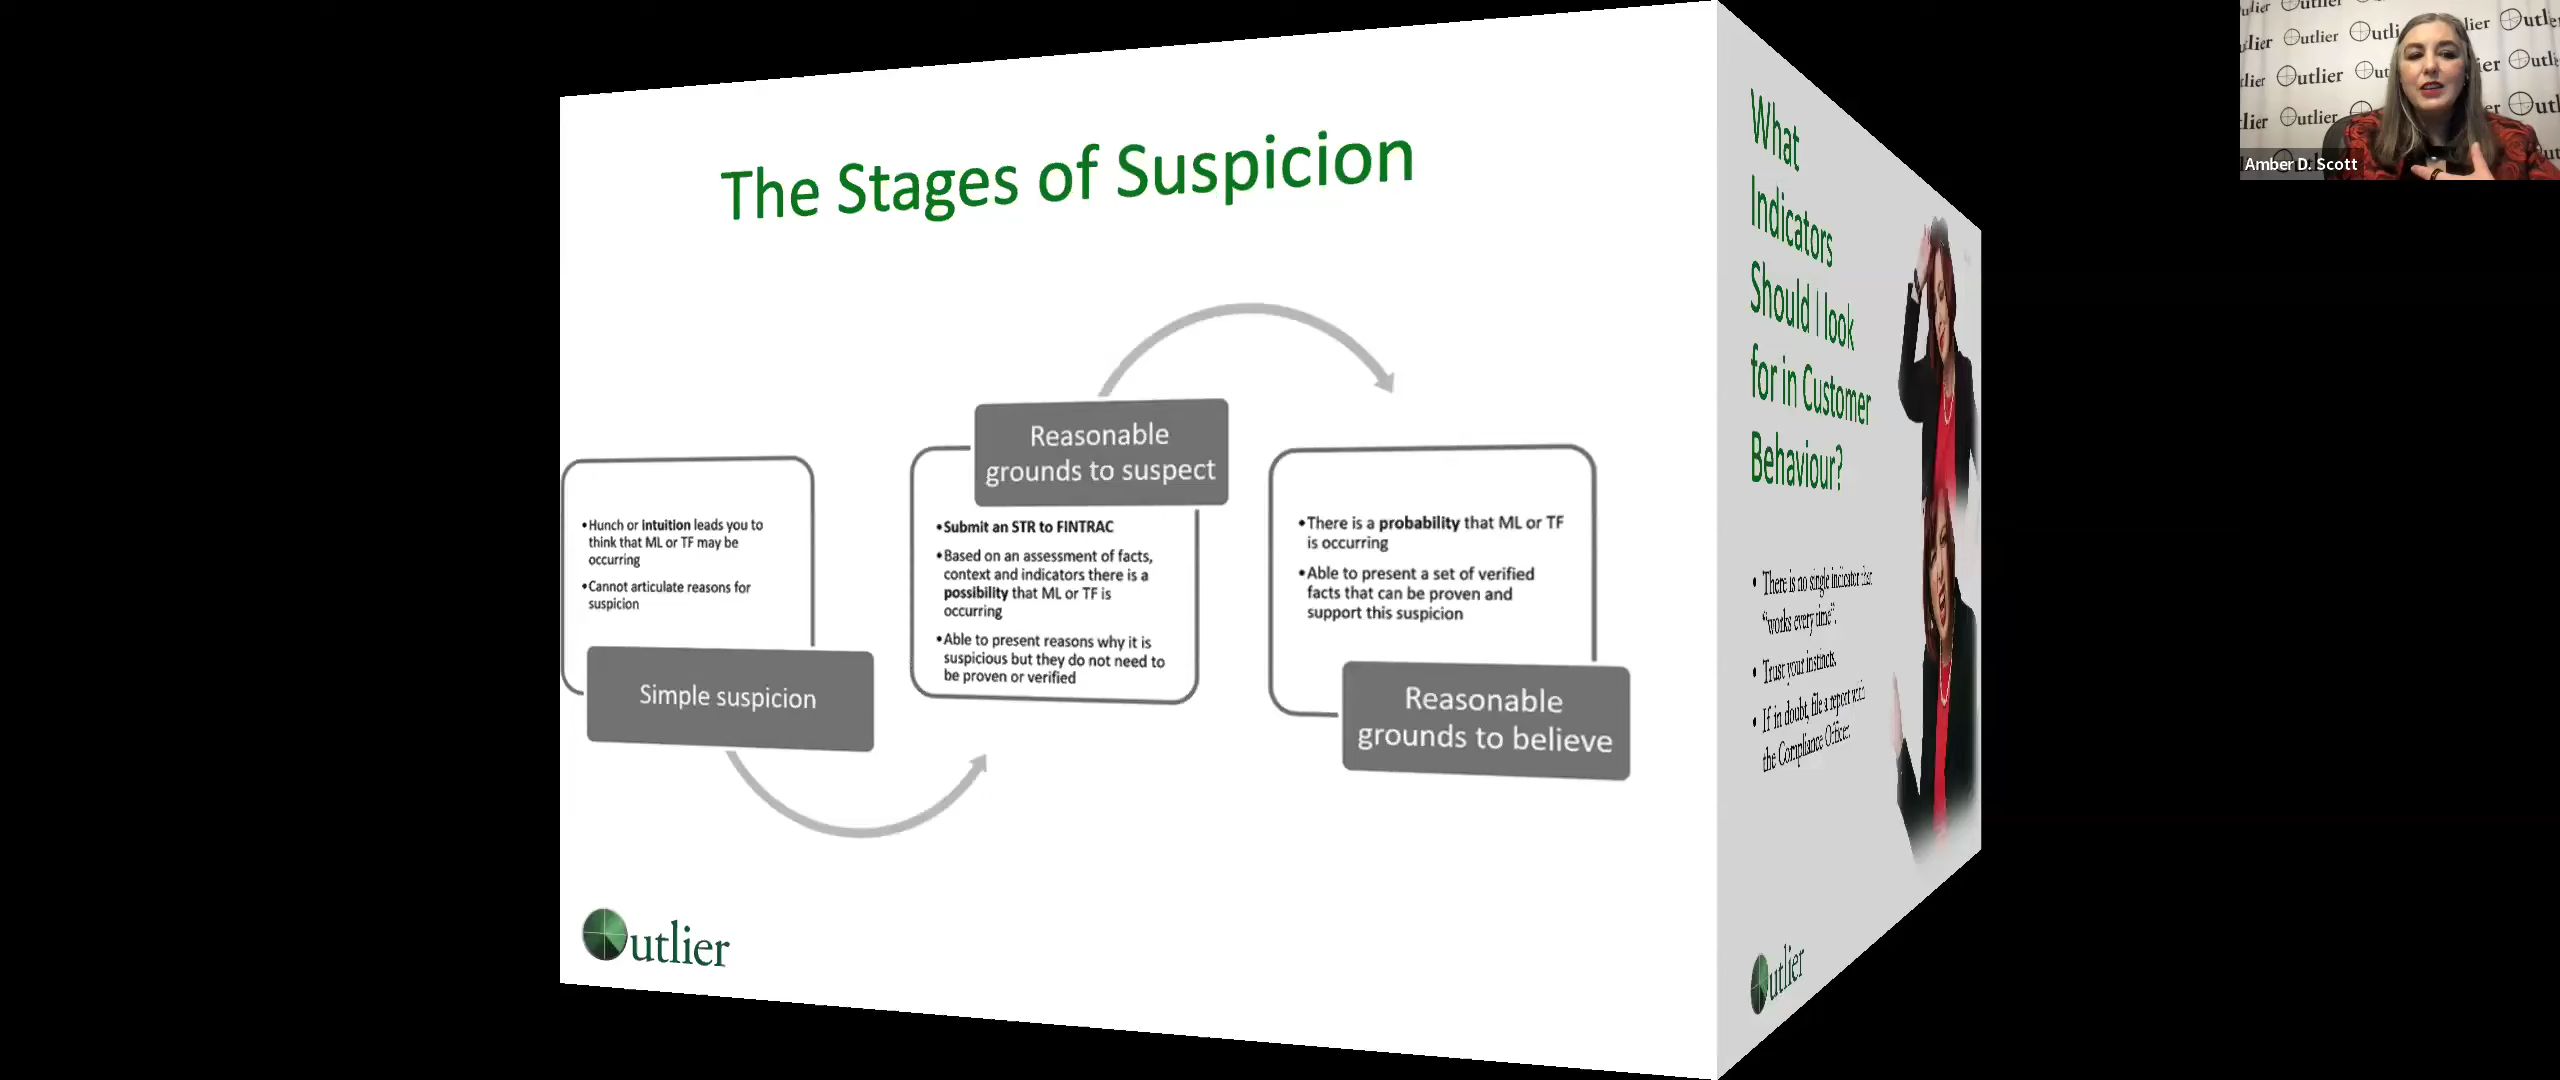 The Stages of Suspicion
•Hunch or intuition leads you to
think that ML or TF may be
occurring
•Cannot articulate reasons for
suspicion
Simple suspicion
Reasonable
grounds to suspect
•Submit an STR to FINTRAC
•Based on an assessment of facts,
context and indicators there is a
possibility that ML or TF is
occurring
•Able to present reasons why it is
suspicious but they do not need to
be proven or verified
•There is a probability that ML or TF
is occurring
•Able to present a set of verified
facts that can be proven and
support this suspicion
Reasonable
grounds to believe
Outlier
What
Indicators
Should I look
for in Customer
Behaviour?
• There is no single indicator that
“works every time”.
• Trust your instincts.
• If in doubt, file a report with
the Compliance Officer.
Outlier
Outlier
Outlier
Outlier
Amber D. Scott